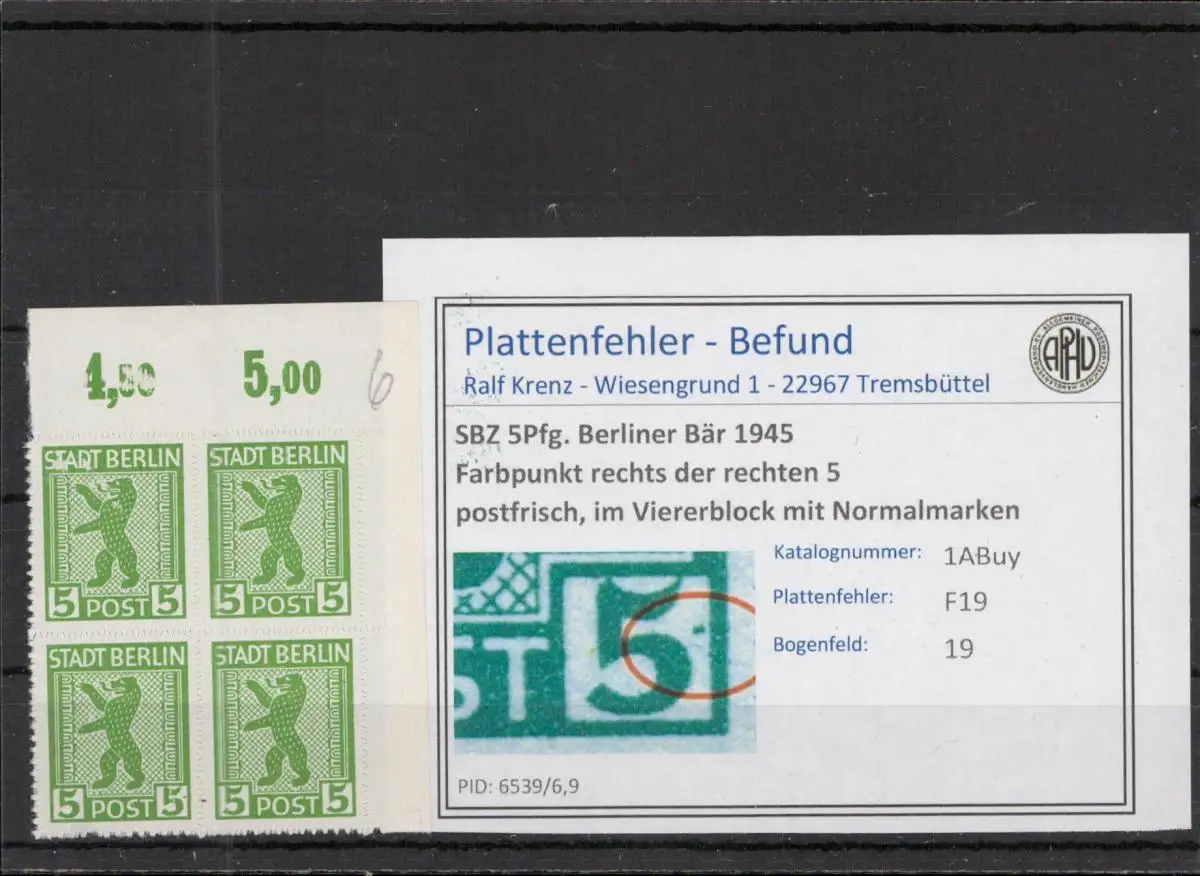 4,50 5,00 6
STADT BERLIN STADT BERLIN
5 POST 5 5 POST 5
STADT BERLIN STADT BERLIN
5 POST 5 5 POST 5
Plattenfehler - Befund
Ralf Krenz - Wiesengrund 1 - 22967 Tremsbüttel
APHV
SBZ 5Pfg. Berliner Bär 1945
Farbpunkt rechts der rechten 5
postfrisch, im Viererblock mit Normalmarken
ST 5
Katalognummer: 1ABuy
Plattenfehler: F19
Bogenfeld: 19
PID: 6539/6,9